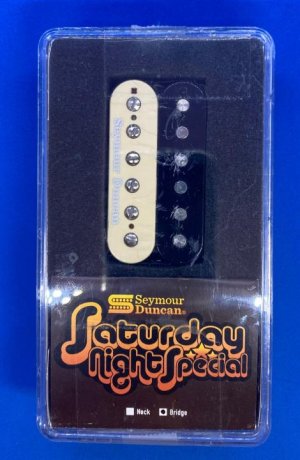 Seymour Duncan
Seymour
Duncan®
Saturday
Night Special
Neck Bridge